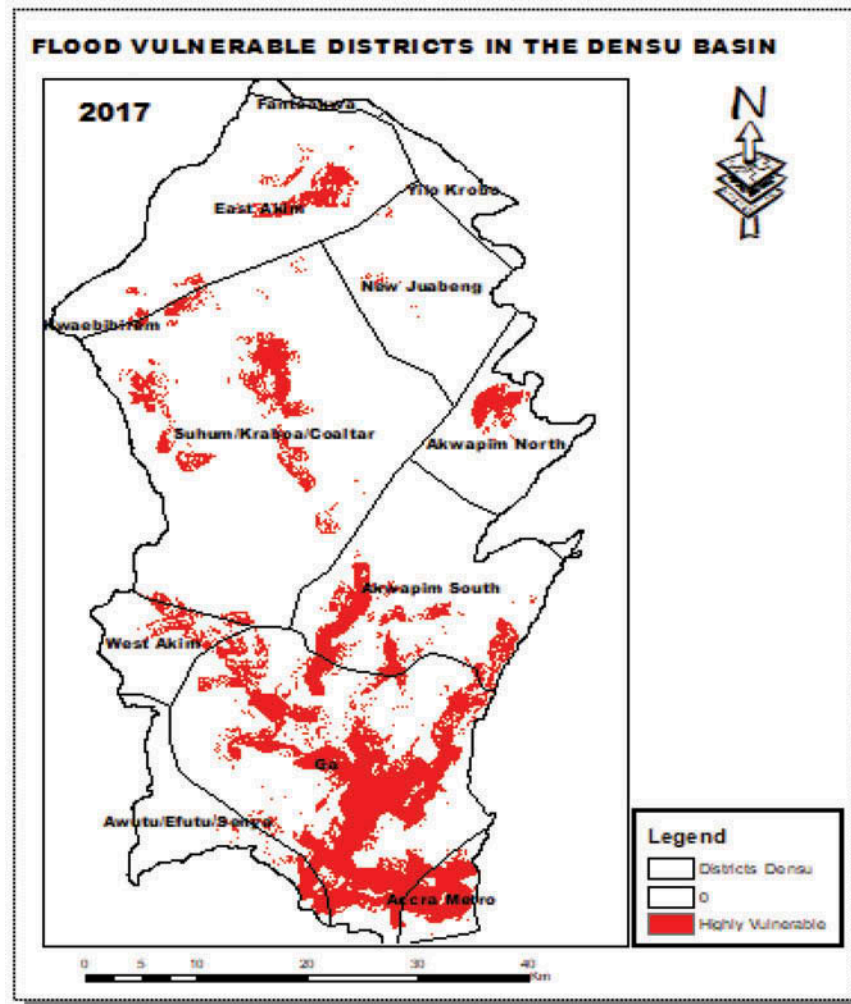 FLOOD VULNERABLE DISTRICTS IN THE DENSU BASIN
2017
N
Fanteakwa
Yilo Krobo
East Akim
New Juabeng
Kwaebibirem
Suhum/Kraboa/Coaltar
Akwapim North
Akwapim South
West Akim
Ga
Awutu/Efutu/Senya
Accra Metro
Legend
Districts Densu
0
Highly Vulnerable
0 5 10 20 30 40
Km